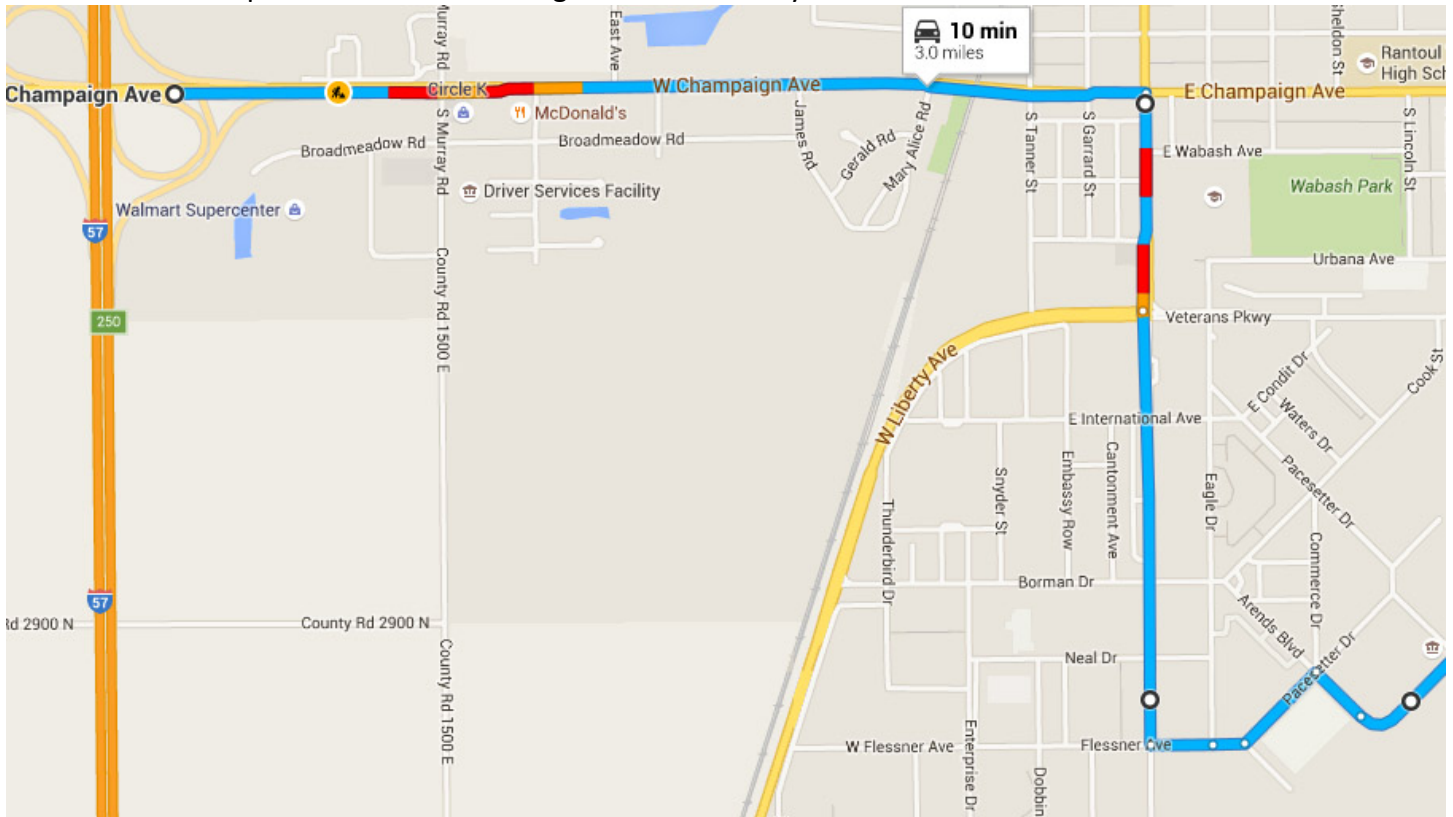 10 min
3.0 miles
Champaign Ave
Circle K
W Champaign Ave
E Champaign Ave
Rantoul
High Sch
Murray Rd
East Ave
Sheldon St
McDonald's
Broadmeadow Rd
Broadmeadow Rd
S Murray Rd
James Rd
Gerald Rd
Mary Alice Rd
S Tanner St
S Garrard St
E Wabash Ave
S Lincoln St
Wabash Park
Driver Services Facility
Walmart Supercenter
57
County Rd 1500 E
Urbana Ave
250
Veterans Pkwy
W Liberty Ave
E Condit Dr
Cook St
Waters Dr
E International Ave
Pacesetter Dr
Snyder St
Embassy Row
Cantonment Ave
Eagle Dr
Thunderbird Dr
Commerce Dr
Borman Dr
57
Rd 2900 N
County Rd 2900 N
Arends Blvd
Neal Dr
Pacesetter Dr
County Rd 1500 E
W Flessner Ave
Flessner Ave
Enterprise Dr
Dobbin